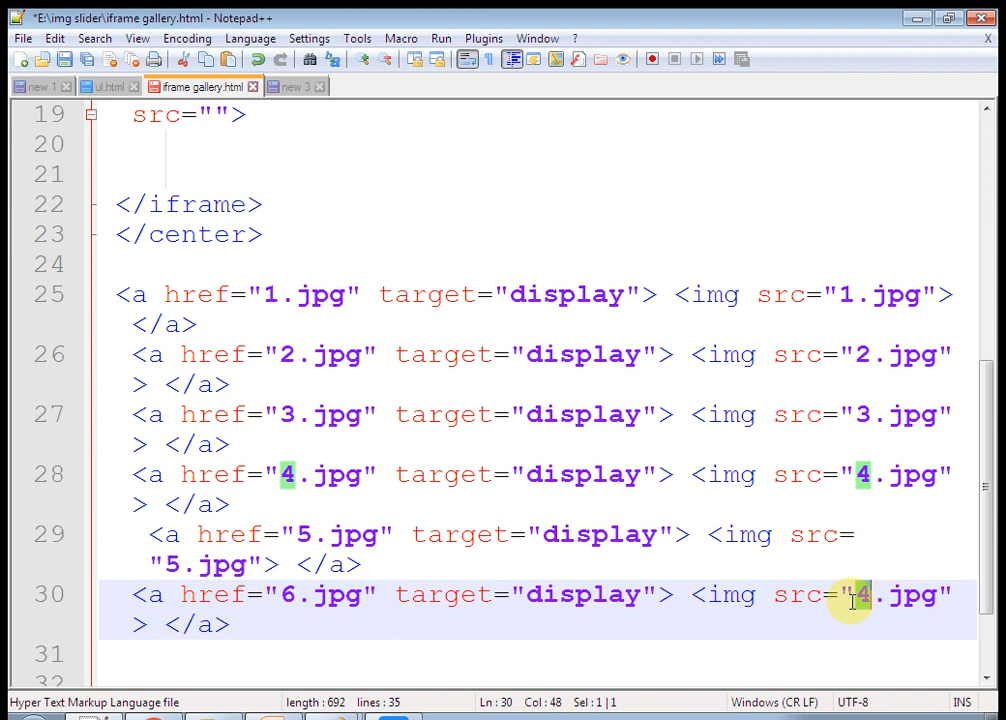 *E:\img slider\iframe gallery.html - Notepad++
File Edit Search View Encoding Language Settings Tools Macro Run Plugins Window ? X
new 1 ul.html iframe gallery.html new 3
19 src="">
20
21
22 </iframe>
23 </center>
24
25 <a href="1.jpg" target="display"> <img src="1.jpg">
</a>
26 <a href="2.jpg" target="display"> <img src="2.jpg"
> </a>
27 <a href="3.jpg" target="display"> <img src="3.jpg"
> </a>
28 <a href="4.jpg" target="display"> <img src="4.jpg"
> </a>
29 <a href="5.jpg" target="display"> <img src=
"5.jpg"> </a>
30 <a href="6.jpg" target="display"> <img src="4.jpg"
> </a>
31
32
Hyper Text Markup Language file length : 692 lines : 35 Ln : 30 Col : 48 Sel : 1 | 1 Windows (CR LF) UTF-8 INS